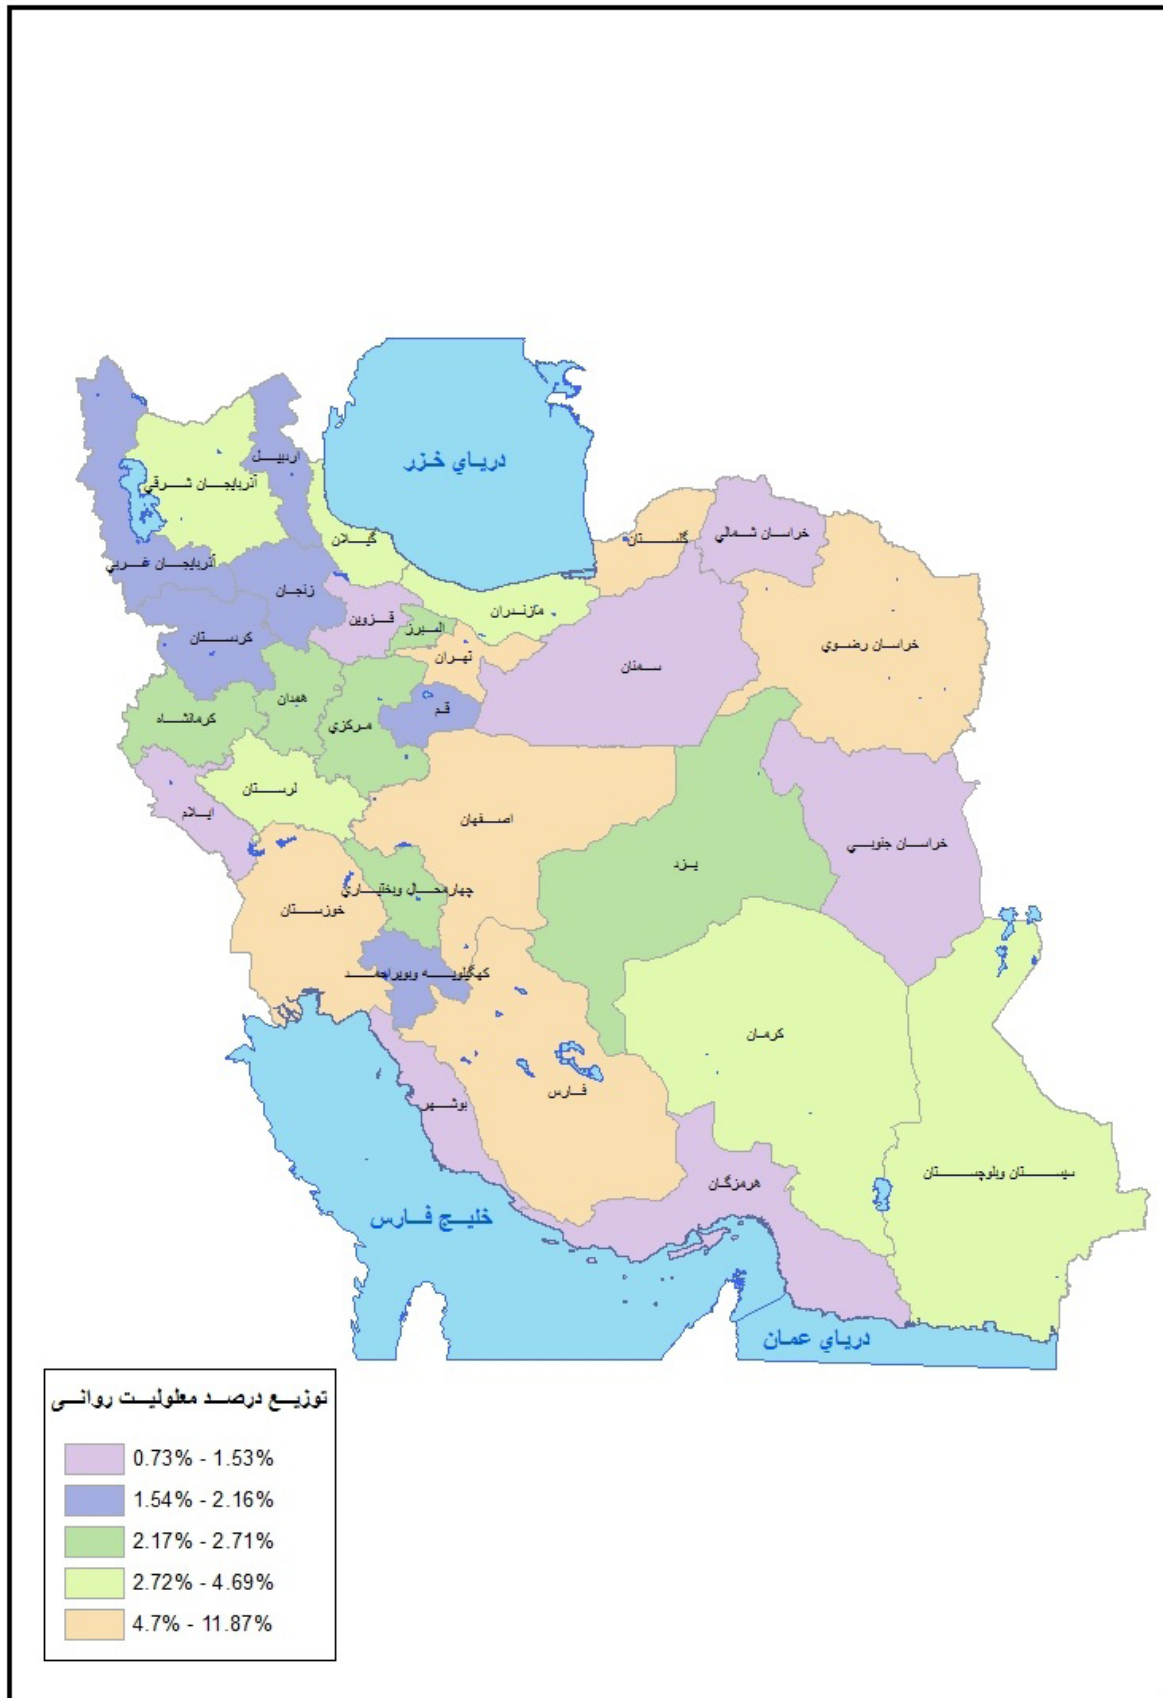 دریای خزر
اردبیل
آذربایجان شرقی
گیلان
گلستان
خراسان شمالی
آذربایجان غربی
زنجان
قزوین
البرز
مازندران
کردستان
تهران
سمنان
خراسان رضوی
همدان
قم
کرمانشاه
مرکزی
لرستان
ایلام
اصفهان
یزد
خراسان جنوبی
چهارمحال وبختیاری
خوزستان
کهگیلویه وبویراحمد
کرمان
فارس
بوشهر
هرمزگان
سیستان وبلوچستان
خلیج فارس
دریای عمان
توزیع درصد معلولیت روانی
0.73% - 1.53%
1.54% - 2.16%
2.17% - 2.71%
2.72% - 4.69%
4.7% - 11.87%